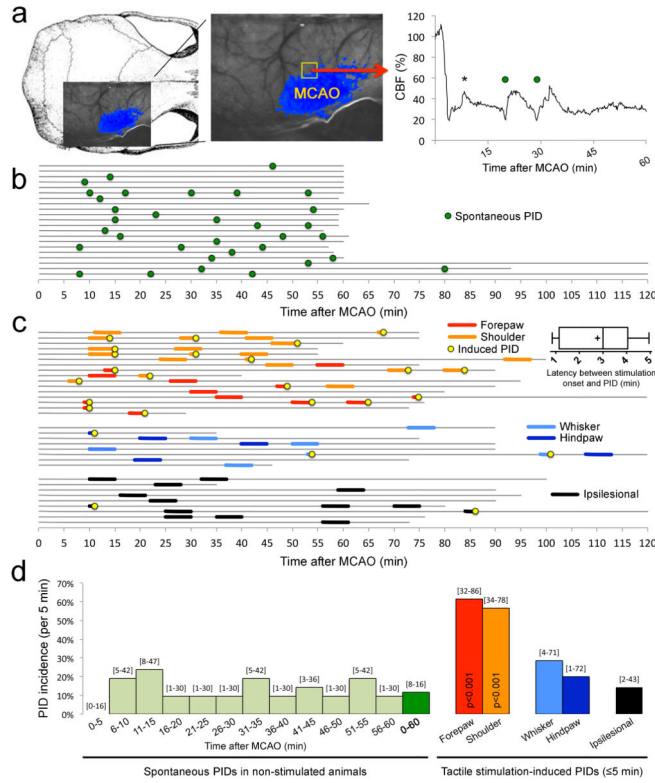 a
MCAO
CBF (%)
120
100
80
60
40
20
0
*
15
30
45
60
Time after MCAO (min)
b
Spontaneous PID
0 5 10 15 20 25 30 35 40 45 50 55 60 65 70 75 80 85 90 95 100 105 110 115 120
Time after MCAO (min)
c
Forepaw
Shoulder
Induced PID
+
1 2 3 4 5
Latency between stimulation
onset and PID (min)
Whisker
Hindpaw
Ipsilesional
0 5 10 15 20 25 30 35 40 45 50 55 60 65 70 75 80 85 90 95 100 105 110 115 120
Time after MCAO (min)
d
PID incidence (per 5 min)
70%
60%
50%
40%
30%
20%
10%
0%
[0-16]
[5-42]
[8-47]
[1-30]
[1-30]
[1-30]
[5-42]
[1-30]
[3-36]
[1-30]
[5-42]
[1-30]
[8-16]
[32-86]
[34-78]
[4-71]
[1-72]
[2-43]
p<0.001
p<0.001
0-5
6-10
11-15
16-20
21-25
26-30
31-35
36-40
41-45
46-50
51-55
56-60
0-60
Forepaw
Shoulder
Whisker
Hindpaw
Ipsilesional
Time after MCAO (min)
Spontaneous PIDs in non-stimulated animals
Tactile stimulation-induced PIDs (≤5 min)